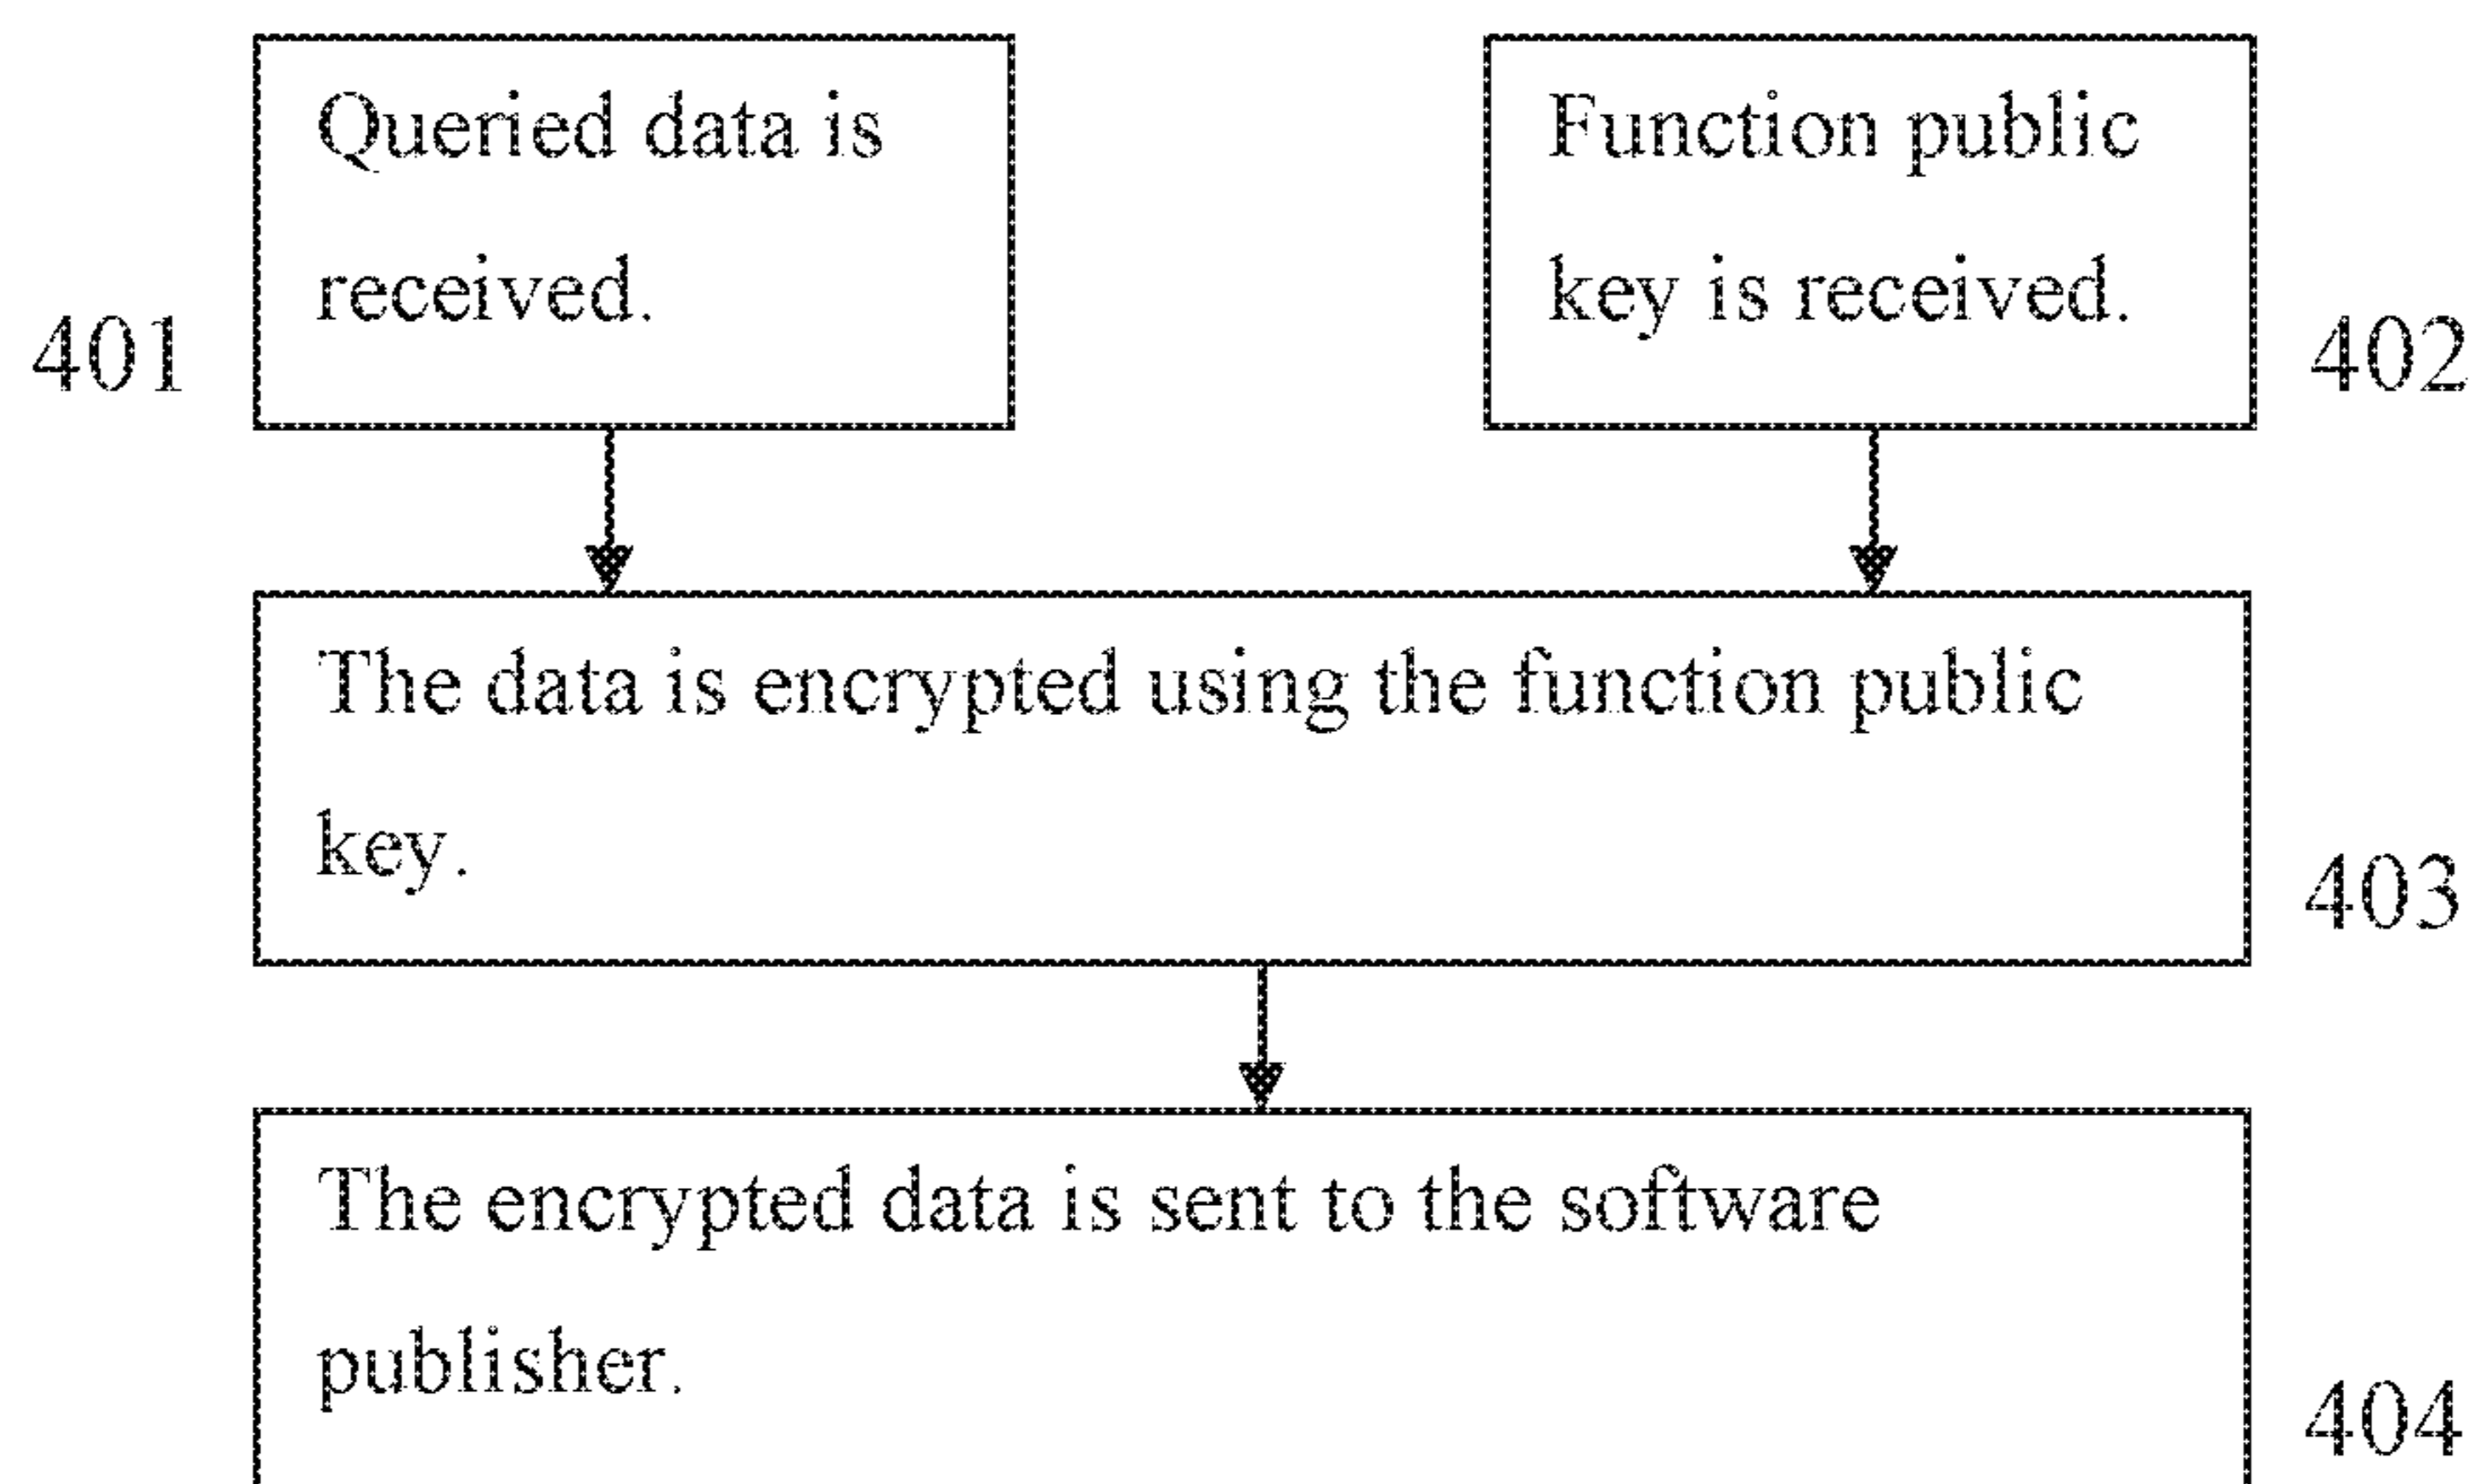 Queried data is
received.
401
Function public
key is received.
402
The data is encrypted using the function public
key.
403
The encrypted data is sent to the software
publisher.
404